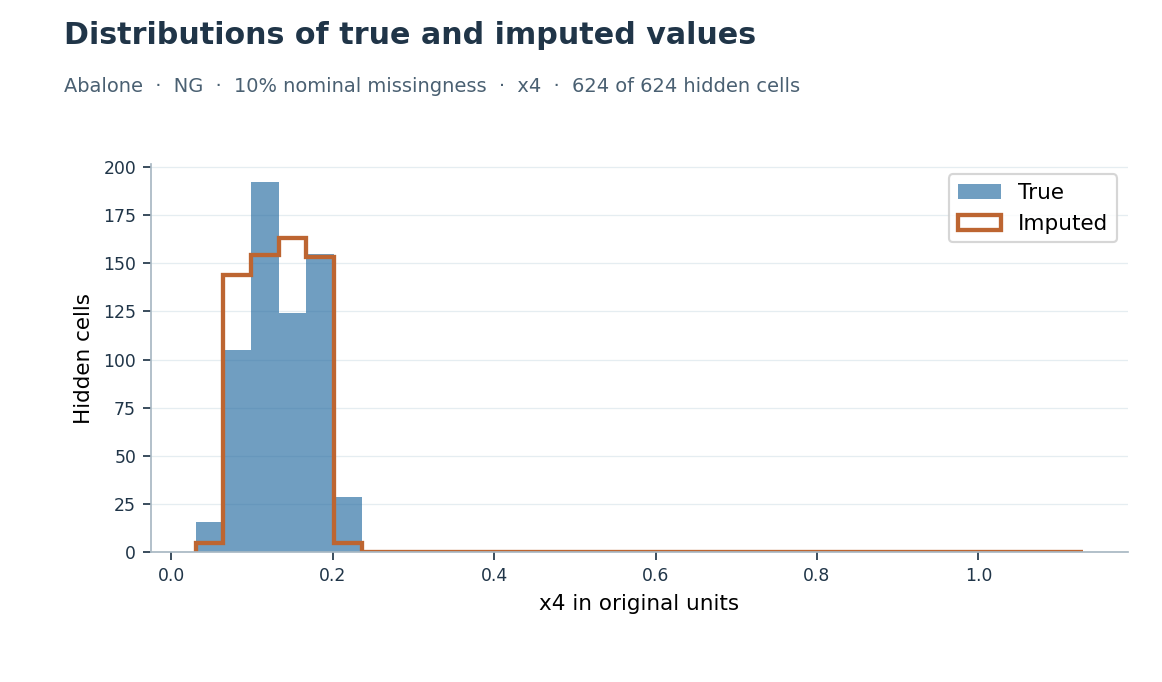 Distributions of true and imputed values
Abalone · NG · 10% nominal missingness · x4 · 624 of 624 hidden cells
200
175
150
125
100
75
50
25
0
Hidden cells
True
Imputed
0.0 0.2 0.4 0.6 0.8 1.0
x4 in original units